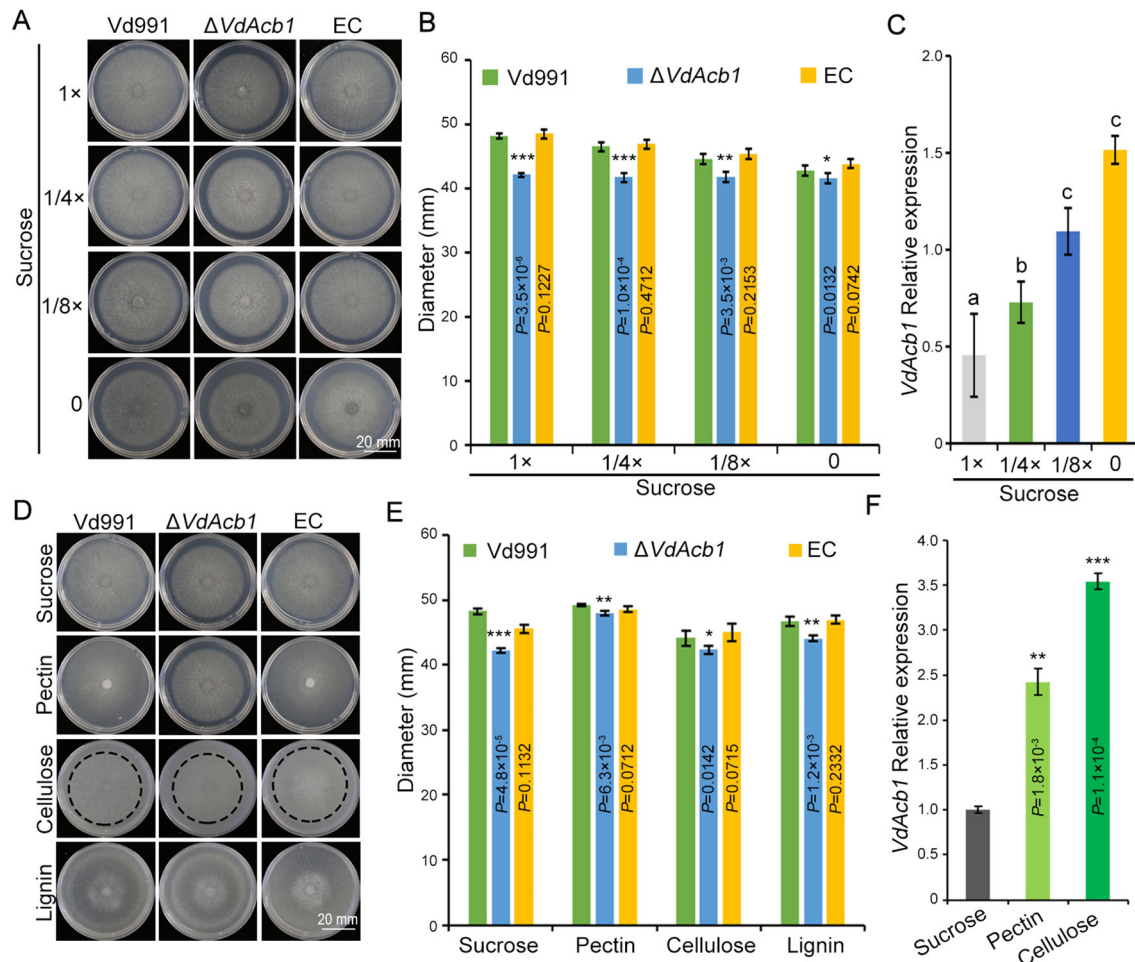 A
Vd991
ΔVdAcb1
EC
Sucrose
1×
1/4×
1/8×
0
20 mm
B
Vd991
ΔVdAcb1
EC
Diameter (mm)
60
50
40
30
20
10
0
***
***
**
*
P=3.5×10⁻⁶
P=0.1227
P=1.0×10⁻⁴
P=0.4712
P=3.5×10⁻³
P=0.2153
P=0.0132
P=0.0742
1×
1/4×
1/8×
0
Sucrose
C
VdAcb1 Relative expression
2.0
1.5
1.0
0.5
0
a
b
c
c
1×
1/4×
1/8×
0
Sucrose
D
Vd991
ΔVdAcb1
EC
Sucrose
Pectin
Cellulose
Lignin
20 mm
E
Vd991
ΔVdAcb1
EC
Diameter (mm)
60
50
40
30
20
10
0
***
**
*
**
P=4.8×10⁻⁵
P=0.1132
P=6.3×10⁻³
P=0.0712
P=0.0142
P=0.0715
P=1.2×10⁻³
P=0.2332
Sucrose
Pectin
Cellulose
Lignin
F
VdAcb1 Relative expression
4.0
3.5
3.0
2.5
2.0
1.5
1.0
0.5
0
**
***
P=1.8×10⁻³
P=1.1×10⁻⁴
Sucrose
Pectin
Cellulose